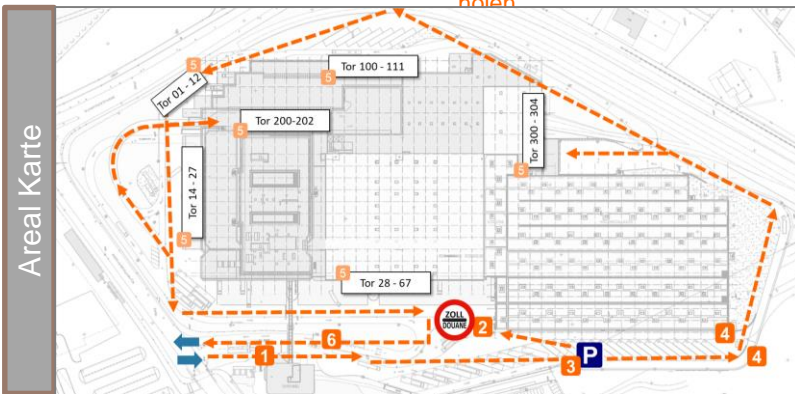 holen
Areal Karte
5
Tor 100 - 111
5
Tor 01 - 12
Tor 200-202
5
Tor 300 - 304
5
Tor 14 - 27
5
5
Tor 28 - 67
ZOLL
DOUANE
2
6
4
1
3
P
4